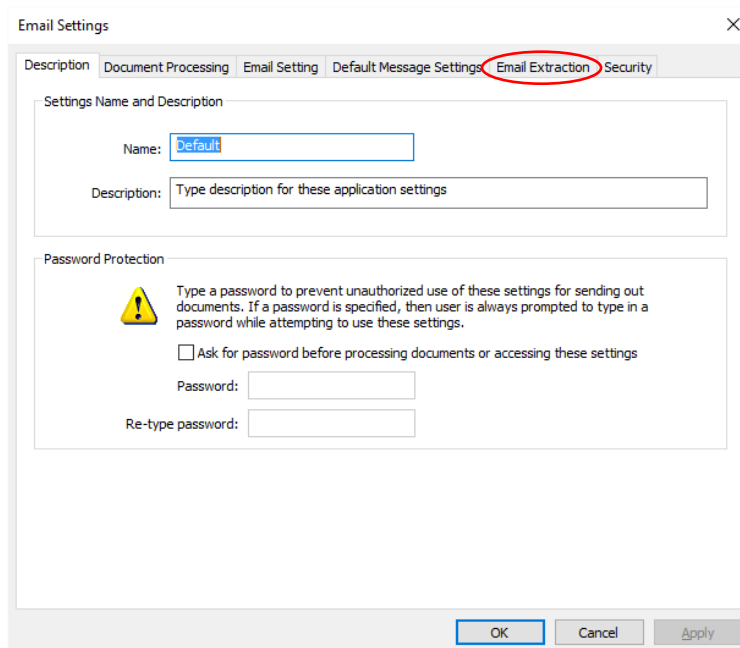 Email Settings
Description Document Processing Email Setting Default Message Settings Email Extraction Security
Settings Name and Description
Name: Default
Description: Type description for these application settings
Password Protection
Type a password to prevent unauthorized use of these settings for sending out
documents. If a password is specified, then user is always prompted to type in a
password while attempting to use these settings.
Ask for password before processing documents or accessing these settings
Password:
Re-type password:
OK Cancel Apply